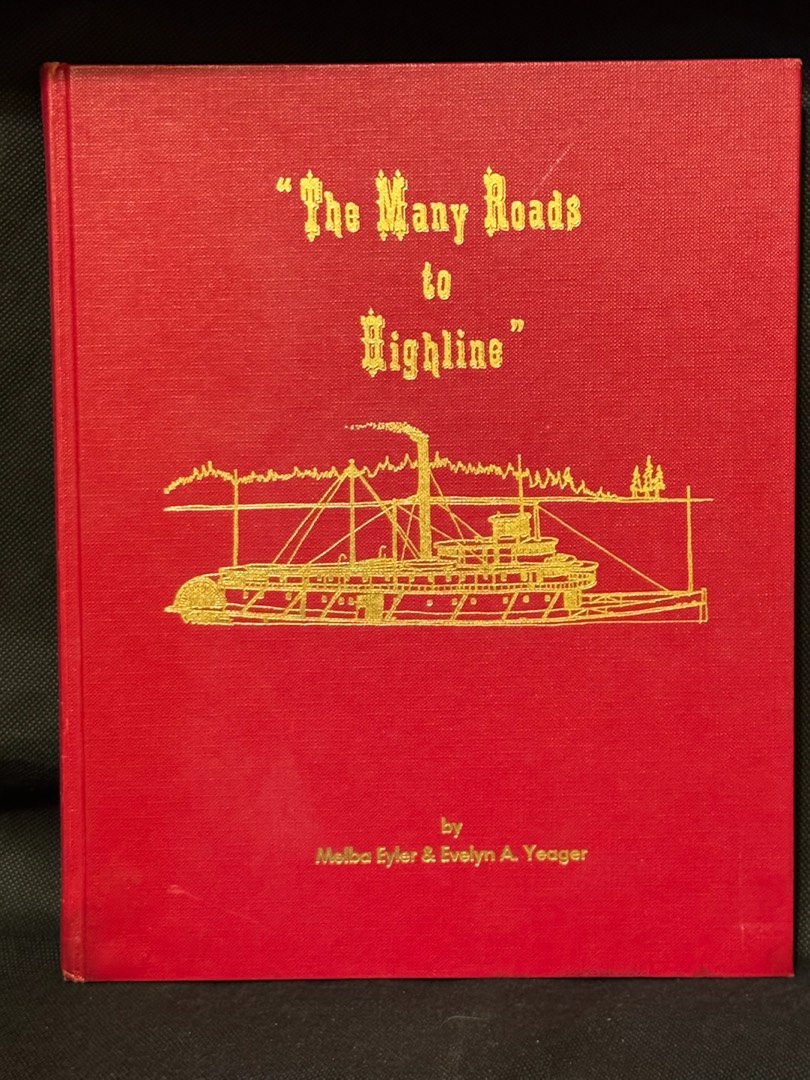 “The Many Roads
to
Highline”
by
Melba Eyler & Evelyn A. Yeager